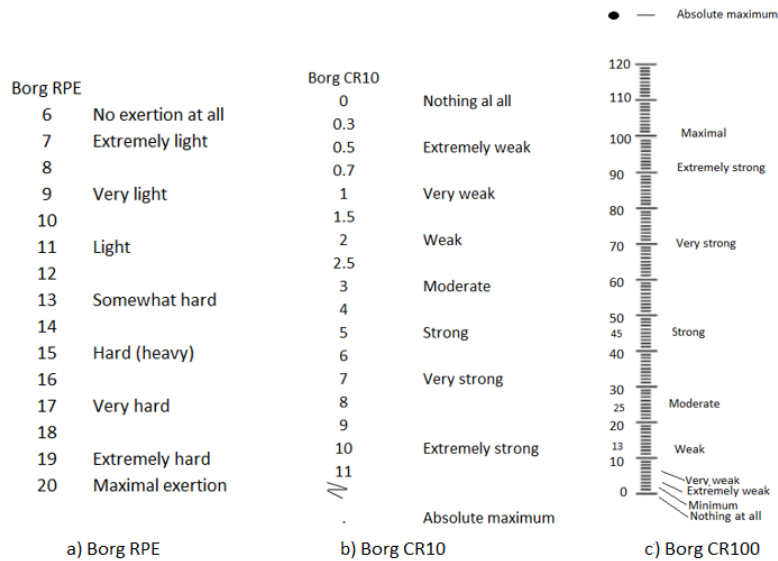 Borg RPE
6 No exertion at all
7 Extremely light
8
9 Very light
10
11 Light
12
13 Somewhat hard
14
15 Hard (heavy)
16
17 Very hard
18
19 Extremely hard
20 Maximal exertion
a) Borg RPE
Borg CR10
0 Nothing al all
0.3
0.5 Extremely weak
0.7
1 Very weak
1.5
2 Weak
2.5
3 Moderate
4
5 Strong
6
7 Very strong
8
9
10 Extremely strong
11
. Absolute maximum
b) Borg CR10
● — Absolute maximum
120
110
100 Maximal
Extremely strong
90
80
70 Very strong
60
50
45 Strong
40
30
25 Moderate
20
13 Weak
10
Very weak
Extremely weak
0
Minimum
Nothing at all
c) Borg CR100